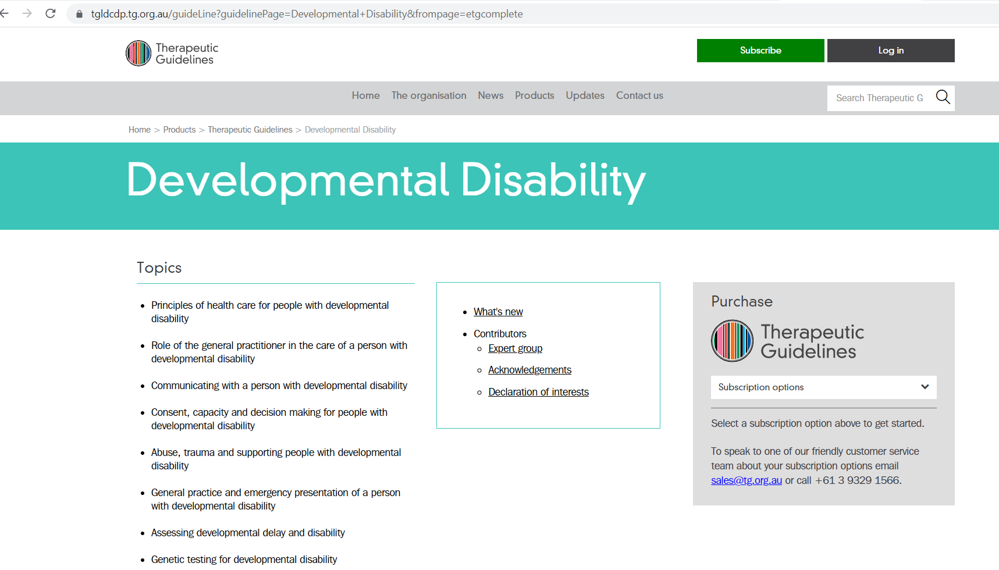 tgldcdp.tg.org.au/guideLine?guidelinePage=Developmental+Disability&frompage=etgcomplete
Therapeutic
Guidelines
Subscribe
Log in
Home
The organisation
News
Products
Updates
Contact us
Search Therapeutic G
Home > Products > Therapeutic Guidelines > Developmental Disability
Developmental Disability
Topics
Principles of health care for people with developmental
disability
Role of the general practitioner in the care of a person with
developmental disability
Communicating with a person with developmental disability
Consent, capacity and decision making for people with
developmental disability
Abuse, trauma and supporting people with developmental
disability
General practice and emergency presentation of a person
with developmental disability
Assessing developmental delay and disability
Genetic testing for developmental disability
What's new
Contributors
Expert group
Acknowledgements
Declaration of interests
Purchase
Therapeutic
Guidelines
Subscription options
Select a subscription option above to get started.
To speak to one of our friendly customer service
team about your subscription options email
sales@tg.org.au or call +61 3 9329 1566.